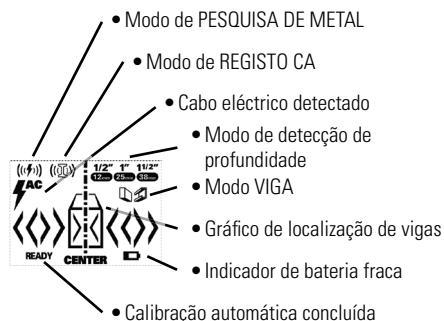 • Modo de PESQUISA DE METAL
• Modo de REGISTO CA
• Cabo eléctrico detectado
• Modo de detecção de
profundidade
• Modo VIGA
• Gráfico de localização de vigas
• Indicador de bateria fraca
• Calibração automática concluída
1/2" 1" 11/2"
12mm 25mm 38mm
AC
READY CENTER